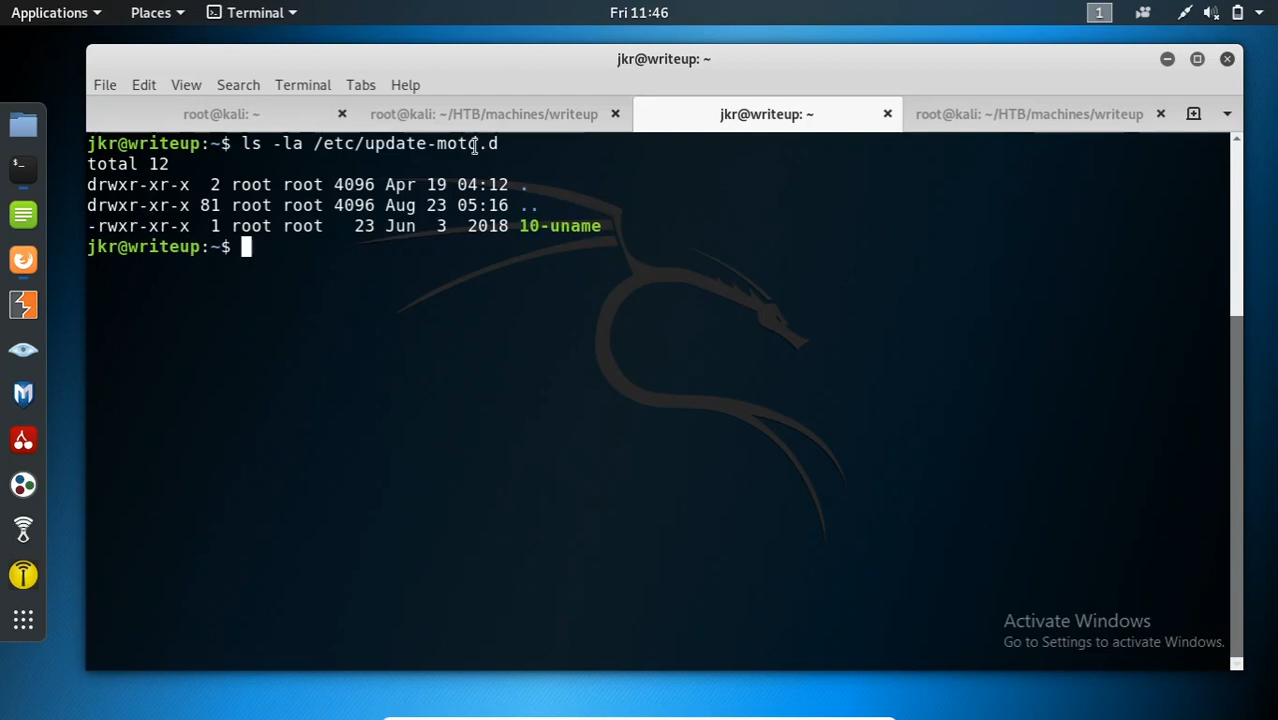 Applications Places Terminal Fri 11:46 1
jkr@writeup: ~
File Edit View Search Terminal Tabs Help
root@kali: ~ root@kali: ~/HTB/machines/writeup jkr@writeup: ~ root@kali: ~/HTB/machines/writeup
jkr@writeup:~$ ls -la /etc/update-motd.d
total 12
drwxr-xr-x 2 root root 4096 Apr 19 04:12 .
drwxr-xr-x 81 root root 4096 Aug 23 05:16 ..
-rwxr-xr-x 1 root root 23 Jun 3 2018 10-uname
jkr@writeup:~$
Activate Windows
Go to Settings to activate Windows.